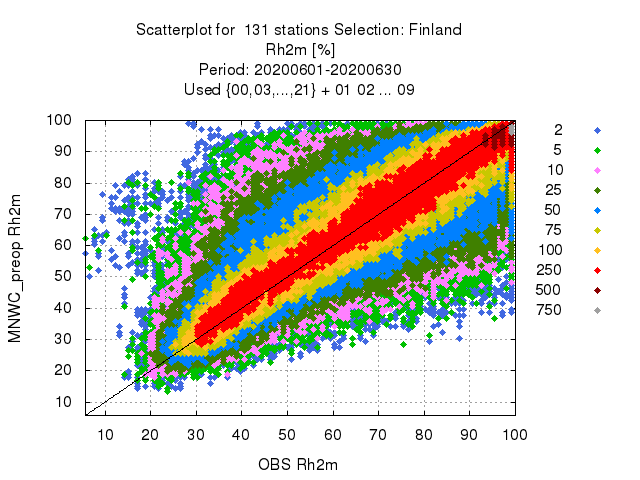 Scatterplot for 131 stations Selection: Finland
Rh2m [%]
Period: 20200601-20200630
Used {00,03,...,21} + 01 02 ... 09
MNWC_preop Rh2m
100
90
80
70
60
50
40
30
20
10
10 20 30 40 50 60 70 80 90 100
OBS Rh2m
2
5
10
25
50
75
100
250
500
750